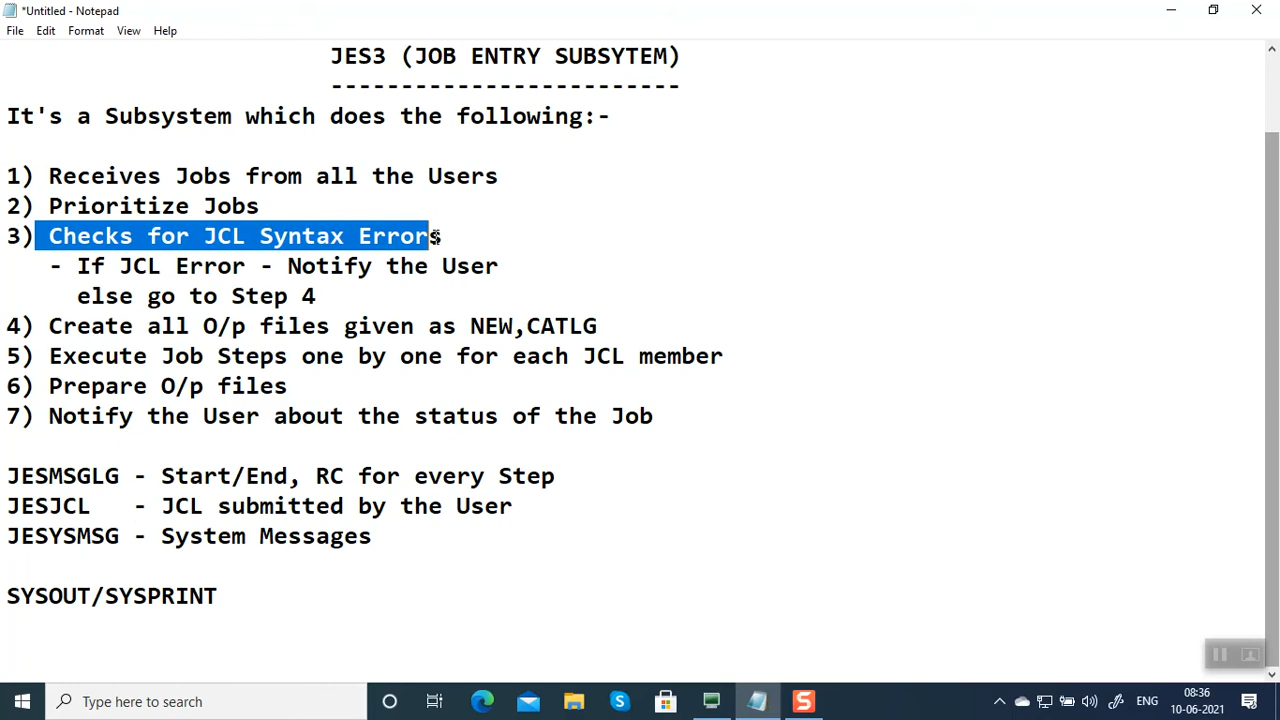 *Untitled - Notepad
File Edit Format View Help
JES3 (JOB ENTRY SUBSYTEM)
-------------------------
It's a Subsystem which does the following:-
1) Receives Jobs from all the Users
2) Prioritize Jobs
3) Checks for JCL Syntax Errors
- If JCL Error - Notify the User
else go to Step 4
4) Create all O/p files given as NEW,CATLG
5) Execute Job Steps one by one for each JCL member
6) Prepare O/p files
7) Notify the User about the status of the Job
JESMSGLG - Start/End, RC for every Step
JESJCL - JCL submitted by the User
JESYSMSG - System Messages
SYSOUT/SYSPRINT
Type here to search
ENG
08:36
10-06-2021